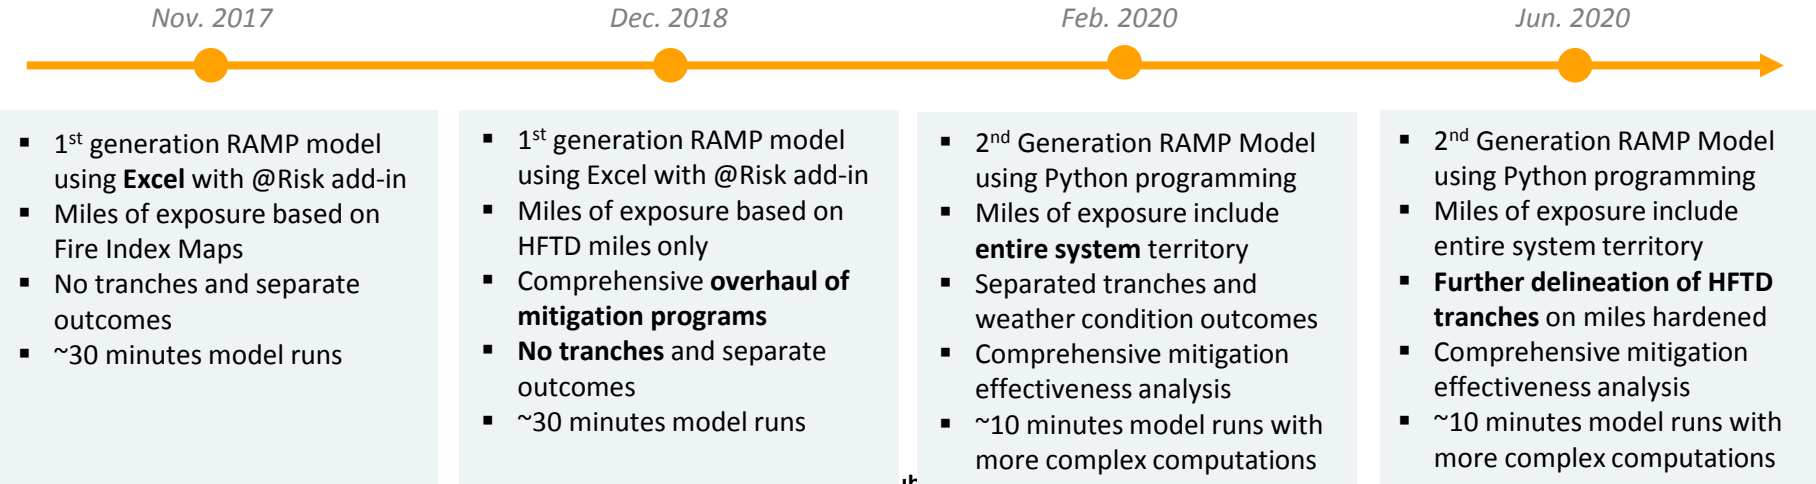 Nov. 2017
Dec. 2018
Feb. 2020
Jun. 2020
▪ 1st generation RAMP model
using Excel with @Risk add-in
▪ Miles of exposure based on
Fire Index Maps
▪ No tranches and separate
outcomes
▪ ~30 minutes model runs
▪ 1st generation RAMP model
using Excel with @Risk add-in
▪ Miles of exposure based on
HFTD miles only
▪ Comprehensive overhaul of
mitigation programs
▪ No tranches and separate
outcomes
▪ ~30 minutes model runs
▪ 2nd Generation RAMP Model
using Python programming
▪ Miles of exposure include
entire system territory
▪ Separated tranches and
weather condition outcomes
▪ Comprehensive mitigation
effectiveness analysis
▪ ~10 minutes model runs with
more complex computations
▪ 2nd Generation RAMP Model
using Python programming
▪ Miles of exposure include
entire system territory
▪ Further delineation of HFTD
tranches on miles hardened
▪ Comprehensive mitigation
effectiveness analysis
▪ ~10 minutes model runs with
more complex computations